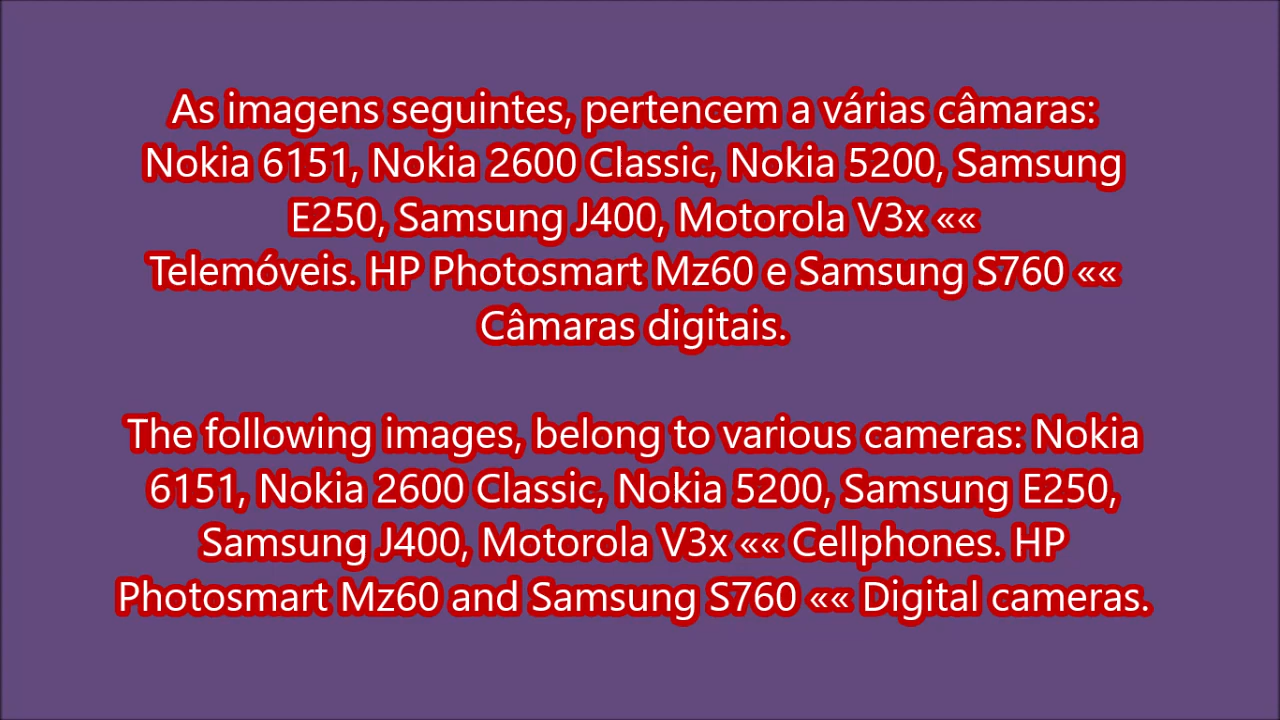 As imagens seguintes, pertencem a várias câmaras:
Nokia 6151, Nokia 2600 Classic, Nokia 5200, Samsung
E250, Samsung J400, Motorola V3x ««
Telemóveis. HP Photosmart Mz60 e Samsung S760 ««
Câmaras digitais.
The following images, belong to various cameras: Nokia
6151, Nokia 2600 Classic, Nokia 5200, Samsung E250,
Samsung J400, Motorola V3x «« Cellphones. HP
Photosmart Mz60 and Samsung S760 «« Digital cameras.